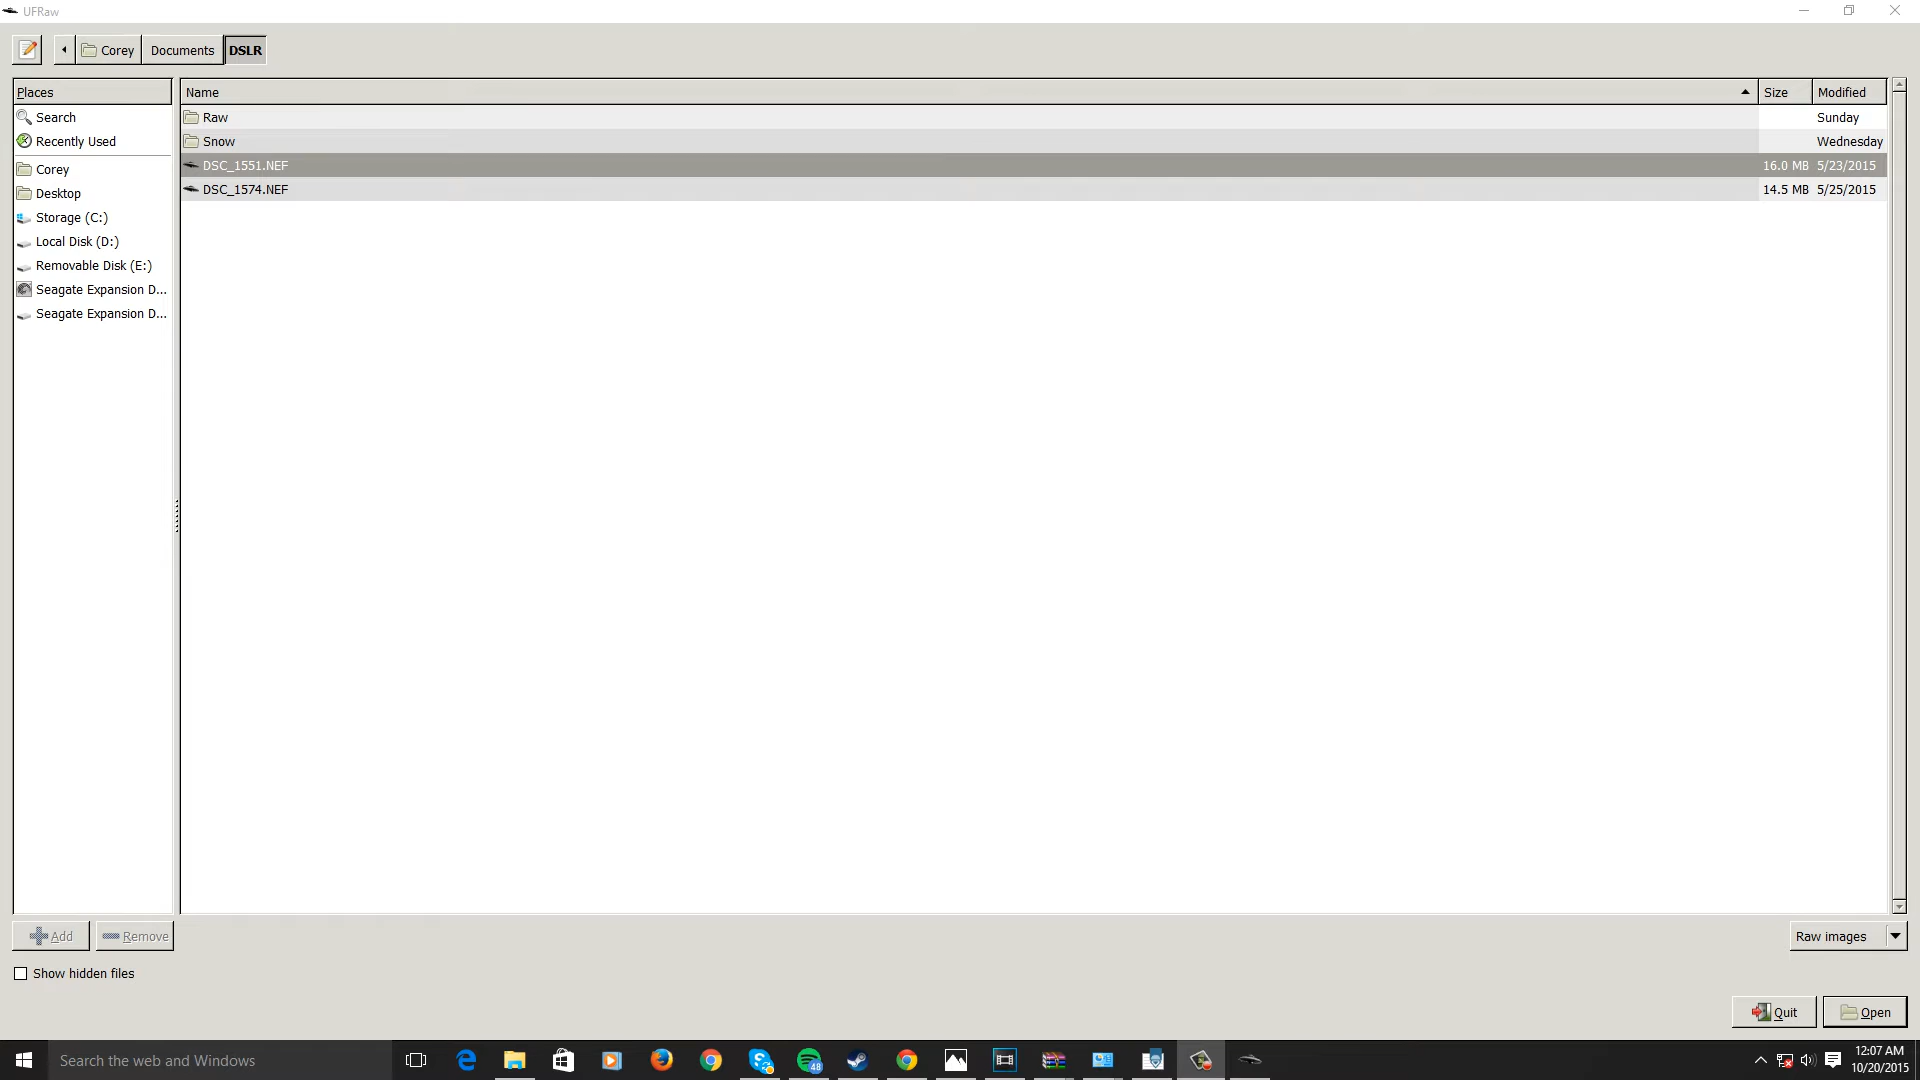 UFRaw
Corey Documents DSLR
Places
Name Size Modified
Search
Recently Used
Corey
Desktop
Storage (C:)
Local Disk (D:)
Removable Disk (E:)
Seagate Expansion D...
Seagate Expansion D...
Raw Sunday
Snow Wednesday
DSC_1551.NEF 16.0 MB 5/23/2015
DSC_1574.NEF 14.5 MB 5/25/2015
Add Remove
Raw images
Show hidden files
Quit Open
Search the web and Windows
48
12:07 AM
10/20/2015